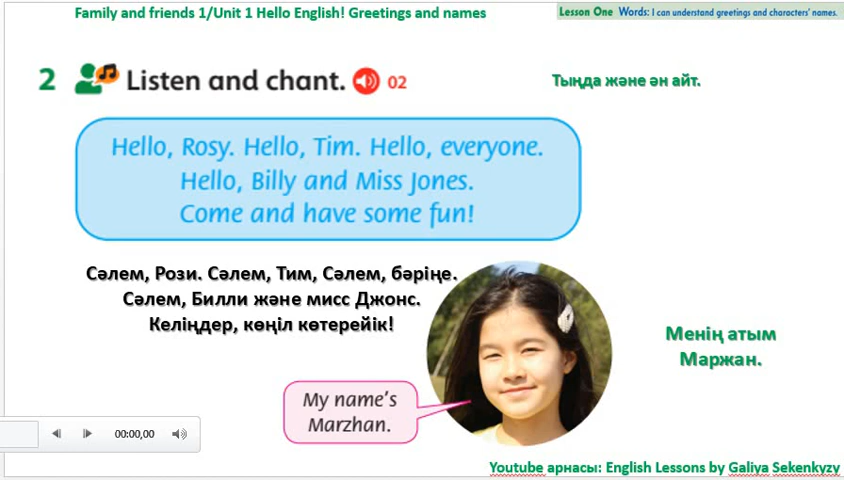 Family and friends 1/Unit 1 Hello English! Greetings and names
Lesson One Words: I can understand greetings and characters' names.
2 Listen and chant. 02
Тыңда және ән айт.
Hello, Rosy. Hello, Tim. Hello, everyone.
Hello, Billy and Miss Jones.
Come and have some fun!
Сәлем, Рози. Сәлем, Тим, Сәлем, бәріңе.
Сәлем, Билли және мисс Джонс.
Келіңдер, көңіл көтерейік!
Менің атым
Маржан.
My name's
Marzhan.
00:00,00
Youtube арнасы: English Lessons by Galiya Sekenkyzy